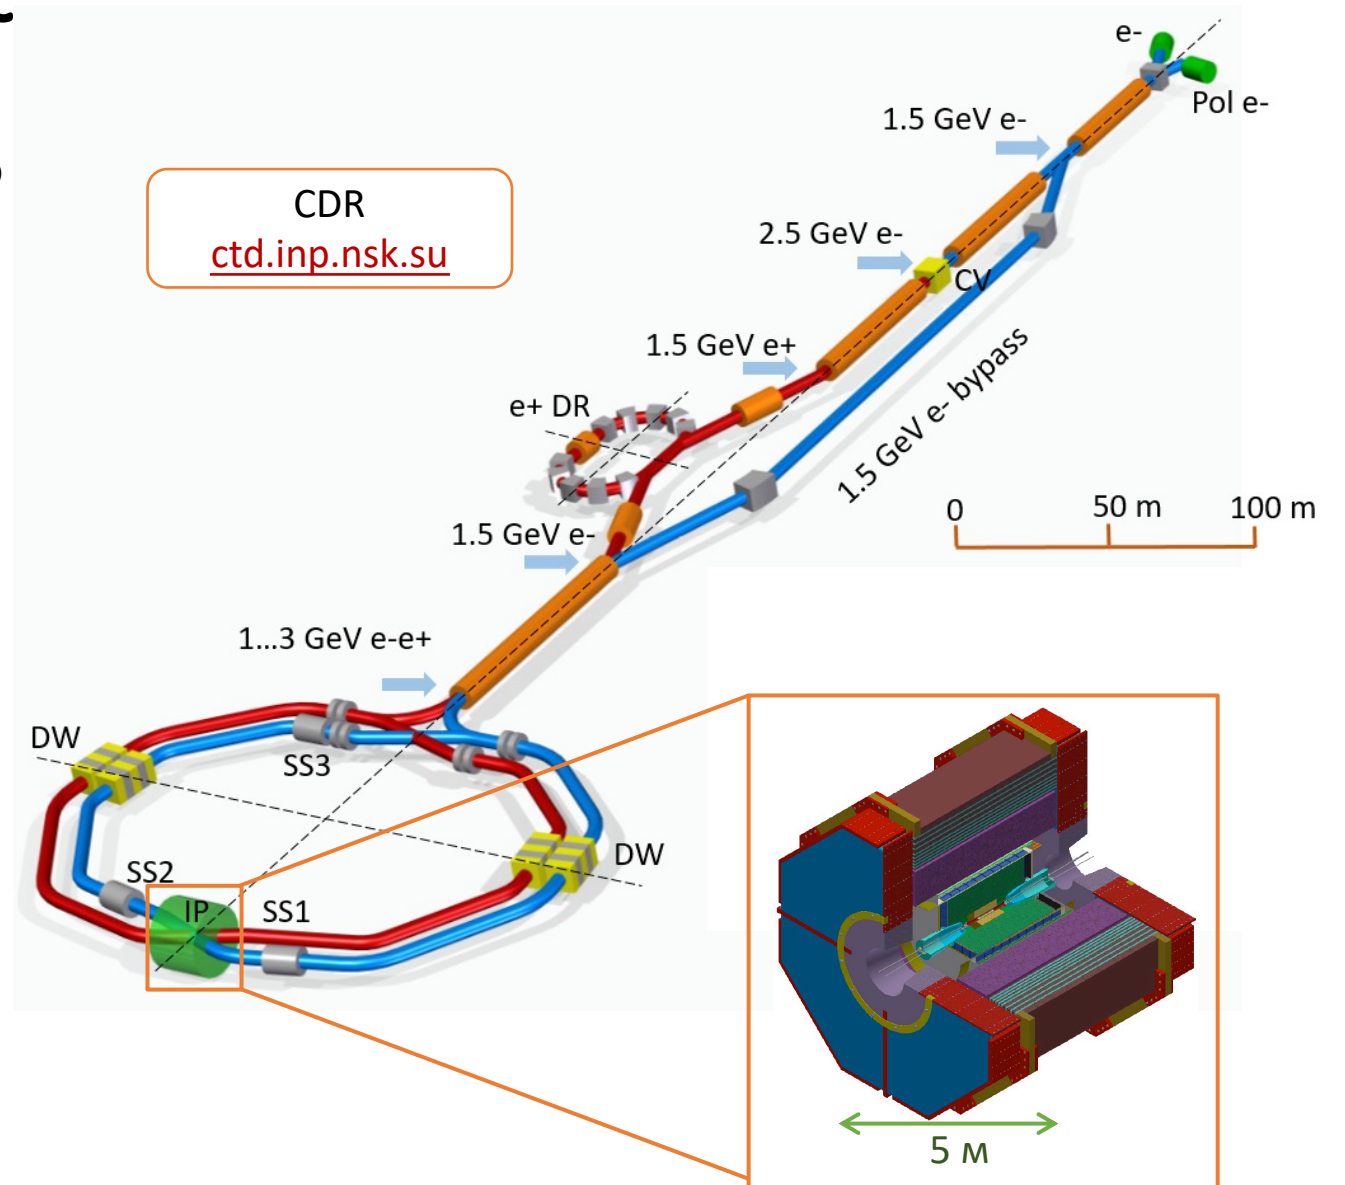 e-
Pol e-
1.5 GeV e-
CDR
ctd.inp.nsk.su
2.5 GeV e-
CV
1.5 GeV e+
e+ DR
1.5 GeV e- bypass
0
50 m
100 m
1.5 GeV e-
1...3 GeV e-e+
DW
SS3
DW
SS2
IP
SS1
5 м